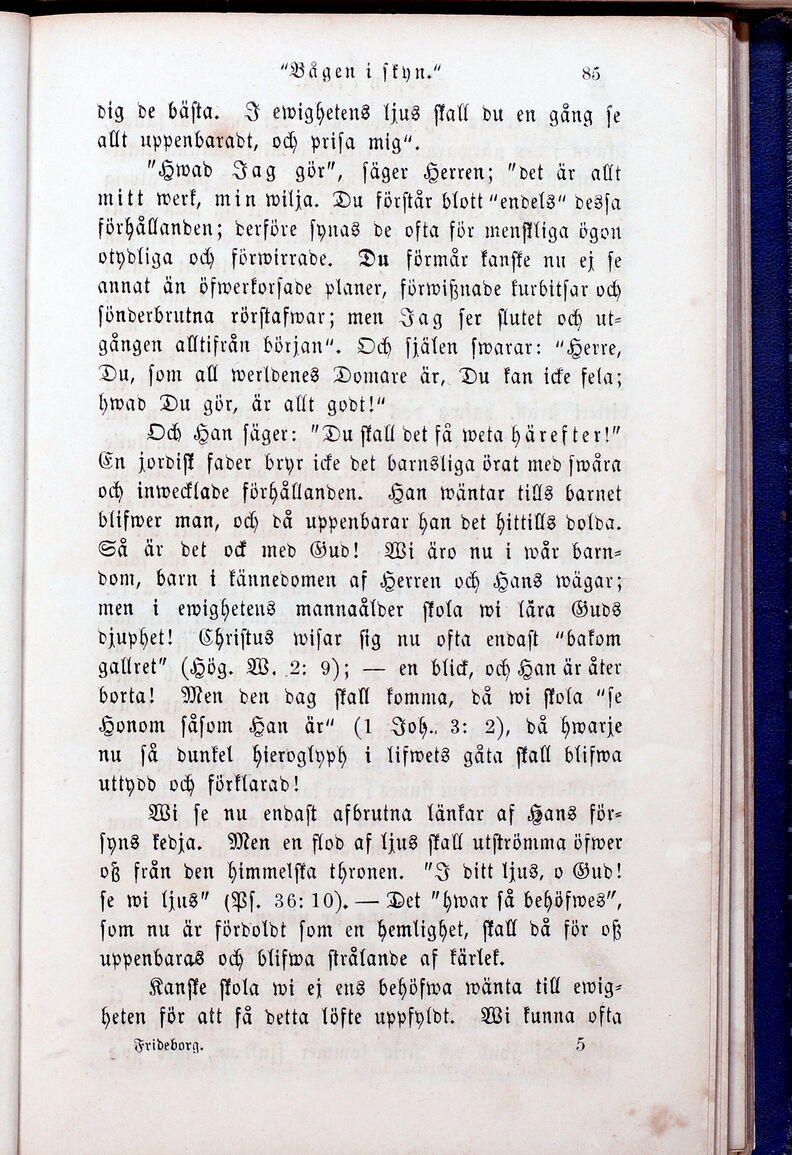 "Bågen i skyn." 85
dig de bästa. I ewighetens ljus skall du en gång se
allt uppenbaradt, och prisa mig".
"Hwad Jag gör", säger Herren; "det är allt
mitt werk, min wilja. Du förstår blott "endels" dessa
förhållanden; derföre synas de ofta för menskliga ögon
otydliga och förwirrade. Du förmår kanske nu ej se
annat än öfwerkorsade planer, förwißnade kurbitsar och
sönderbrutna rörstafwar; men Jag ser slutet och ut-
gången alltifrån början". Och själen swarar: "Herre,
Du, som all werldenes Domare är, Du kan icke fela;
hwad Du gör, är allt godt!"
Och Han säger: "Du skall det få weta härefter!"
En jordisk fader bryr icke det barnsliga örat med swåra
och inwecklade förhållanden. Han wäntar tills barnet
blifwer man, och då uppenbarar han det hittills dolda.
Så är det ock med Gud! Wi äro nu i wår barn-
dom, barn i kännedomen af Herren och Hans wägar;
men i ewighetens mannaålder skola wi lära Guds
djuphet! Christus wisar sig nu ofta endast "bakom
gallret" (Hög. W. 2: 9); — en blick, och Han är åter
borta! Men den dag skall komma, då wi skola "se
Honom såsom Han är" (1 Joh.. 3: 2), då hwarje
nu så dunkel hieroglyph i lifwets gåta skall blifwa
uttydd och förklarad!
Wi se nu endast afbrutna länkar af Hans för-
syns kedja. Men en flod af ljus skall utströmma öfwer
oß från den himmelska thronen. "I ditt ljus, o Gud!
se wi ljus" (Ps. 36: 10). — Det "hwar så behöfwes",
som nu är fördoldt som en hemlighet, skall då för oß
uppenbaras och blifwa strålande af kärlek.
Kanske skola wi ej ens behöfwa wänta till ewig-
heten för att få detta löfte uppfyldt. Wi kunna ofta
Frideborg. 5